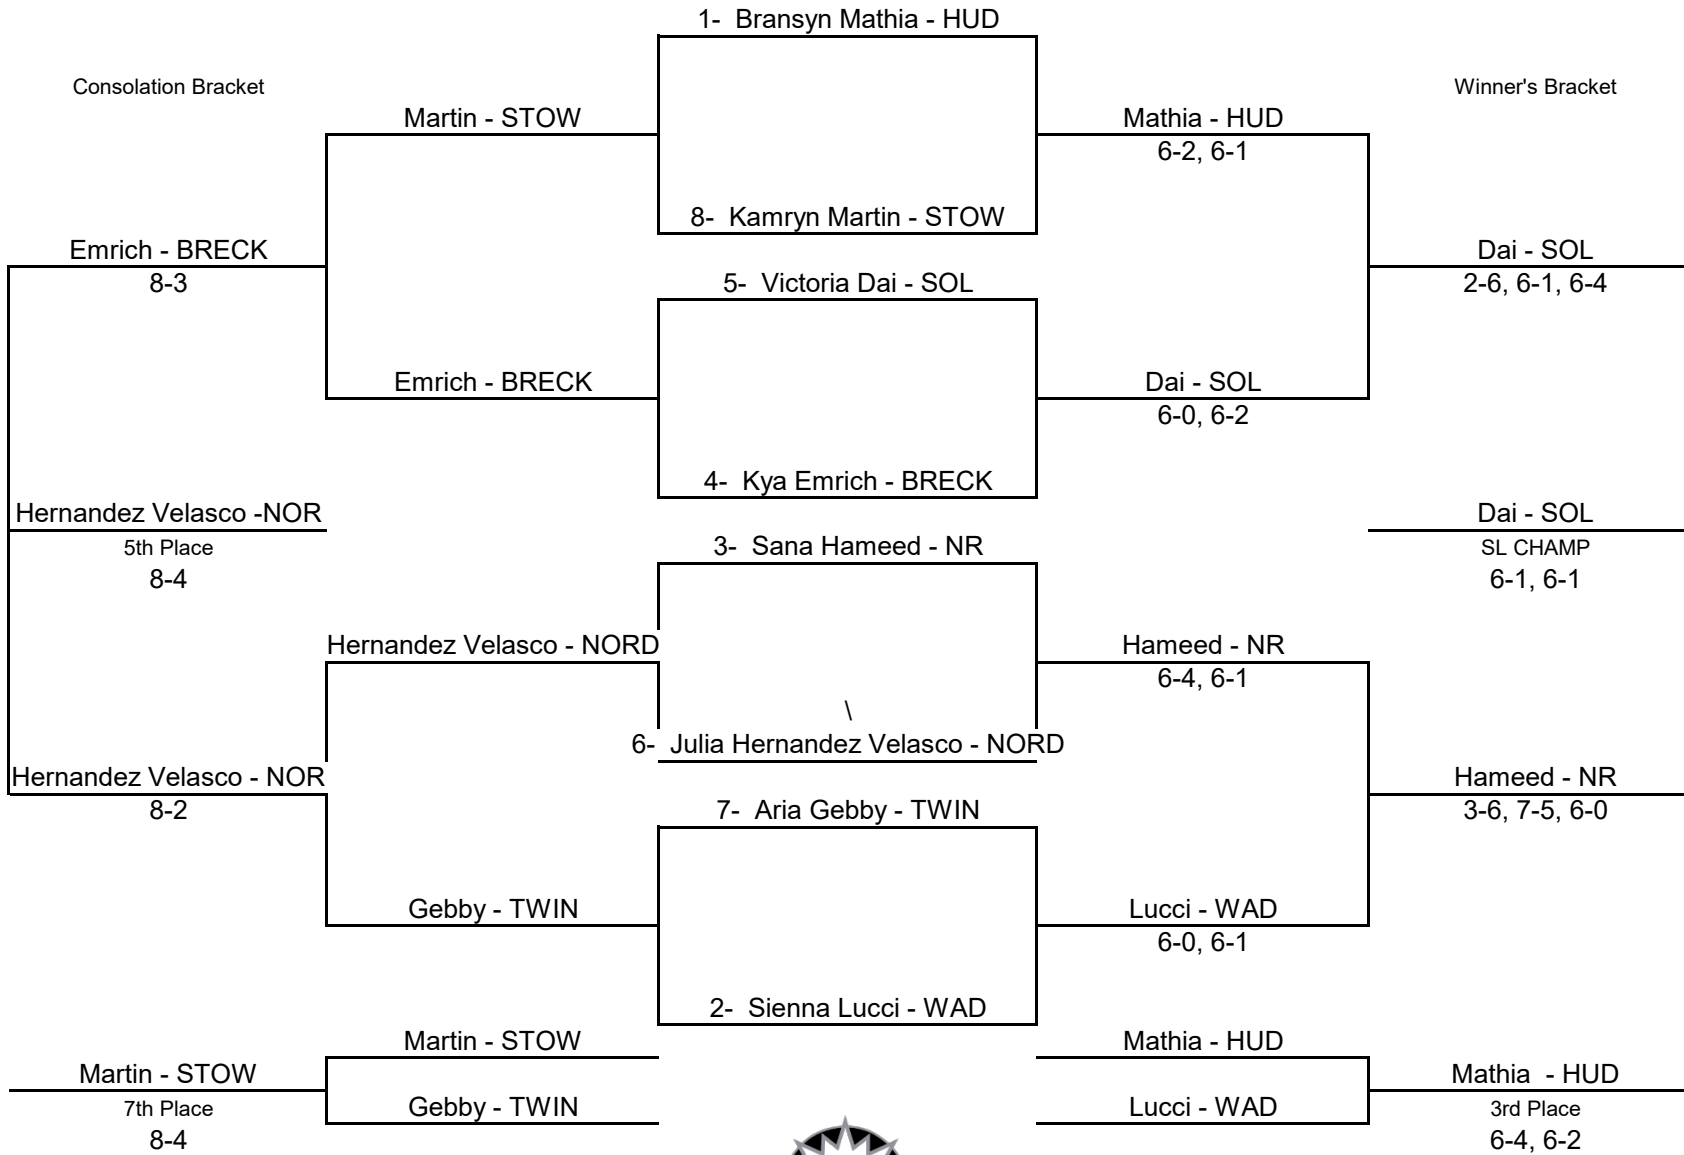 1-  Bransyn Mathia - HUD
Consolation Bracket
Winner's Bracket
Martin - STOW
Mathia - HUD
6-2, 6-1
8-  Kamryn Martin - STOW
Emrich - BRECK
8-3
Dai - SOL
2-6, 6-1, 6-4
5-  Victoria Dai - SOL
Emrich - BRECK
Dai - SOL
6-0, 6-2
4-  Kya Emrich - BRECK
Hernandez Velasco -NOR
5th Place
8-4
Dai - SOL
SL CHAMP
6-1, 6-1
3-  Sana Hameed - NR
Hernandez Velasco - NORD
Hameed - NR
6-4, 6-1
\
6-  Julia Hernandez Velasco - NORD
Hernandez Velasco - NOR
8-2
Hameed - NR
3-6, 7-5, 6-0
7-  Aria Gebby - TWIN
Gebby - TWIN
Lucci - WAD
6-0, 6-1
2-  Sienna Lucci - WAD
Martin - STOW
Mathia - HUD
Martin - STOW
7th Place
8-4
Mathia  - HUD
3rd Place
6-4, 6-2
Gebby - TWIN
Lucci - WAD